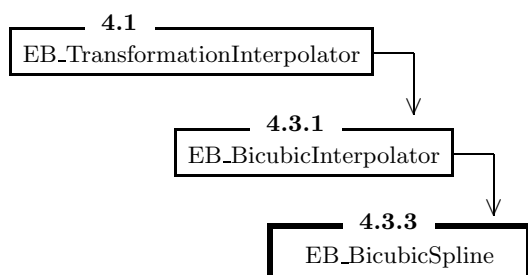 4.1
EB_TransformationInterpolator
4.3.1
EB_BicubicInterpolator
4.3.3
EB_BicubicSpline